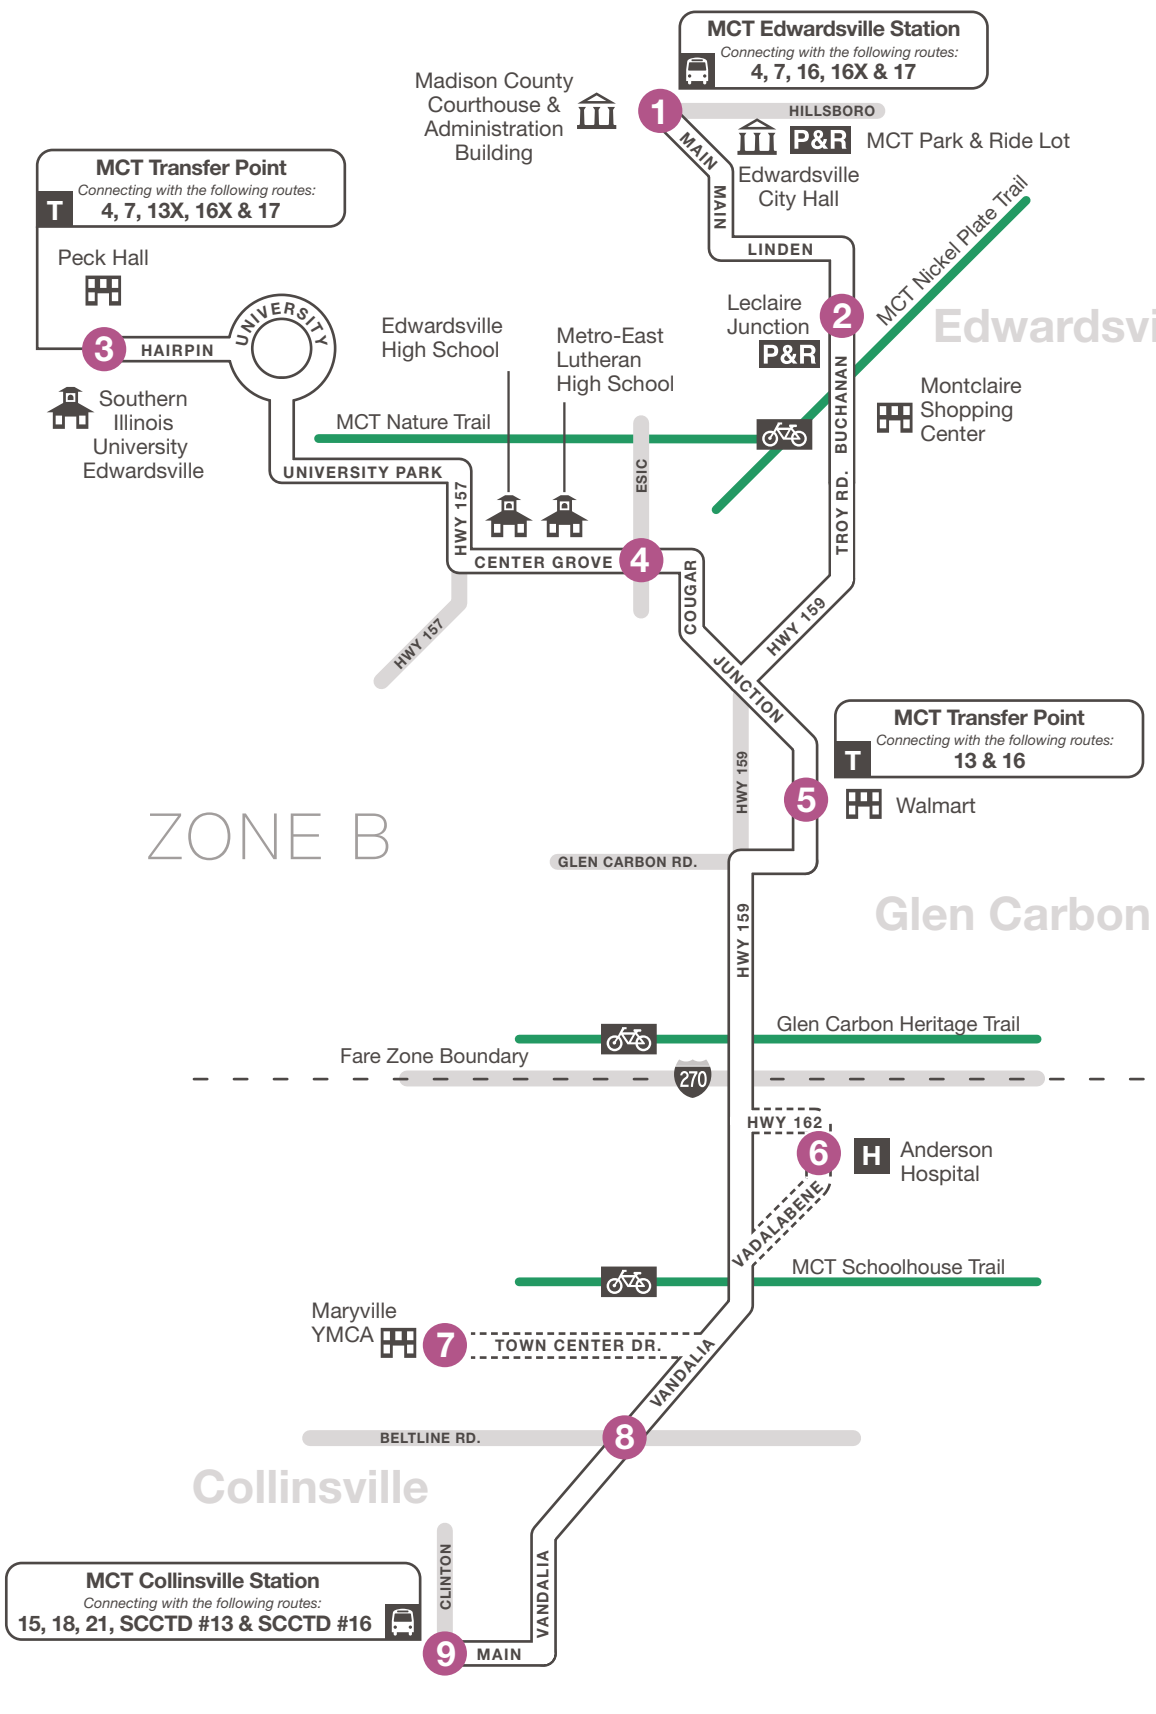 MCT Edwardsville Station
Connecting with the following routes:
4, 7, 16, 16X & 17
Madison County
Courthouse &
Administration
Building
1
HILLSBORO
MAIN
P&R
MCT Park & Ride Lot
Edwardsville
City Hall
MAIN
LINDEN
MCT Nickel Plate Trail
MCT Transfer Point
Connecting with the following routes:
T
4, 7, 13X, 16X & 17
Peck Hall
3
HAIRPIN
UNIVERSITY
Southern
Illinois
University
Edwardsville
Edwardsville
High School
Metro-East
Lutheran
High School
Leclaire
Junction
P&R
2
Edwardsvi
BUCHANAN
Montclaire
Shopping
Center
MCT Nature Trail
UNIVERSITY PARK
HWY 157
ESIC
TROY RD.
CENTER GROVE
4
COUGAR
HWY 159
HWY 157
JUNCTION
MCT Transfer Point
Connecting with the following routes:
T
13 & 16
HWY 159
5
Walmart
ZONE B
GLEN CARBON RD.
Glen Carbon
HWY 159
Glen Carbon Heritage Trail
Fare Zone Boundary
270
HWY 162
6
H
Anderson
Hospital
VADALABENE
MCT Schoolhouse Trail
Maryville
YMCA
7
TOWN CENTER DR.
VANDALIA
BELTLINE RD.
8
Collinsville
CLINTON
VANDALIA
MCT Collinsville Station
Connecting with the following routes:
15, 18, 21, SCCTD #13 & SCCTD #16
9
MAIN